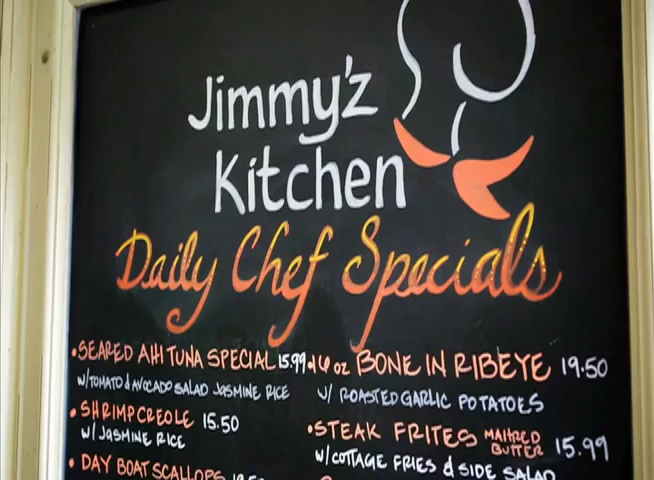 Jimmy'z
Kitchen
Daily Chef Specials
•SEARED AHI TUNA SPECIAL 15.99
W/TOMATO & AVOCADO SALAD JASMINE RICE
•SHRIMP CREOLE 15.50
W/ JASMINE RICE
•DAY BOAT SCALLOPS
•16 oz BONE IN RIBEYE 19.50
W/ ROASTED GARLIC POTATOES
•STEAK FRITES MAITRED BUTTER 15.99
W/COTTAGE FRIES & SIDE SALAD